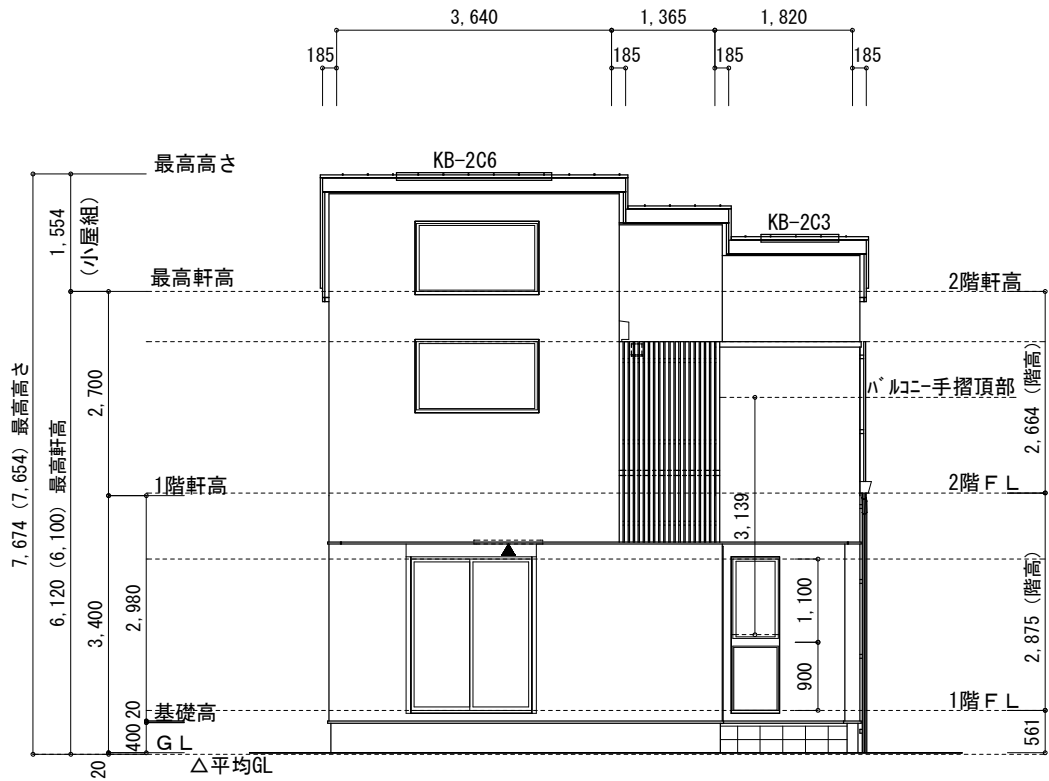 3,640
1,365
1,820
185
185
185
185
最高高さ
KB-2C6
KB-2C3
1,554
(小屋組)
最高軒高
2階軒高
7,674 (7,654) 最高高さ
6,120 (6,100) 最高軒高
2,700
バルコニー手摺頂部
2,664 (階高)
1階軒高
2階ＦＬ
3,139
3,400
2,980
1,100
900
2,875 (階高)
1階ＦＬ
基礎高
20
400
561
ＧＬ
20
△平均GL